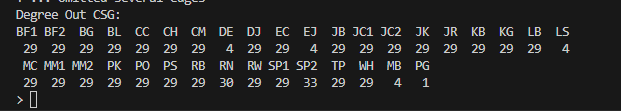 + ... omitted several edges
Degree Out CSG:
BF1 BF2 BG BL CC CH CM DE DJ EC EJ JB JC1 JC2 JK JR KB KG LB LS
29 29 29 29 29 29 29 4 29 29 4 29 29 29 29 29 29 29 29 4
MC MM1 MM2 PK PO PS RB RN RW SP1 SP2 TP WH MB PG
29 29 29 29 29 29 29 30 29 29 33 29 29 4 1
>